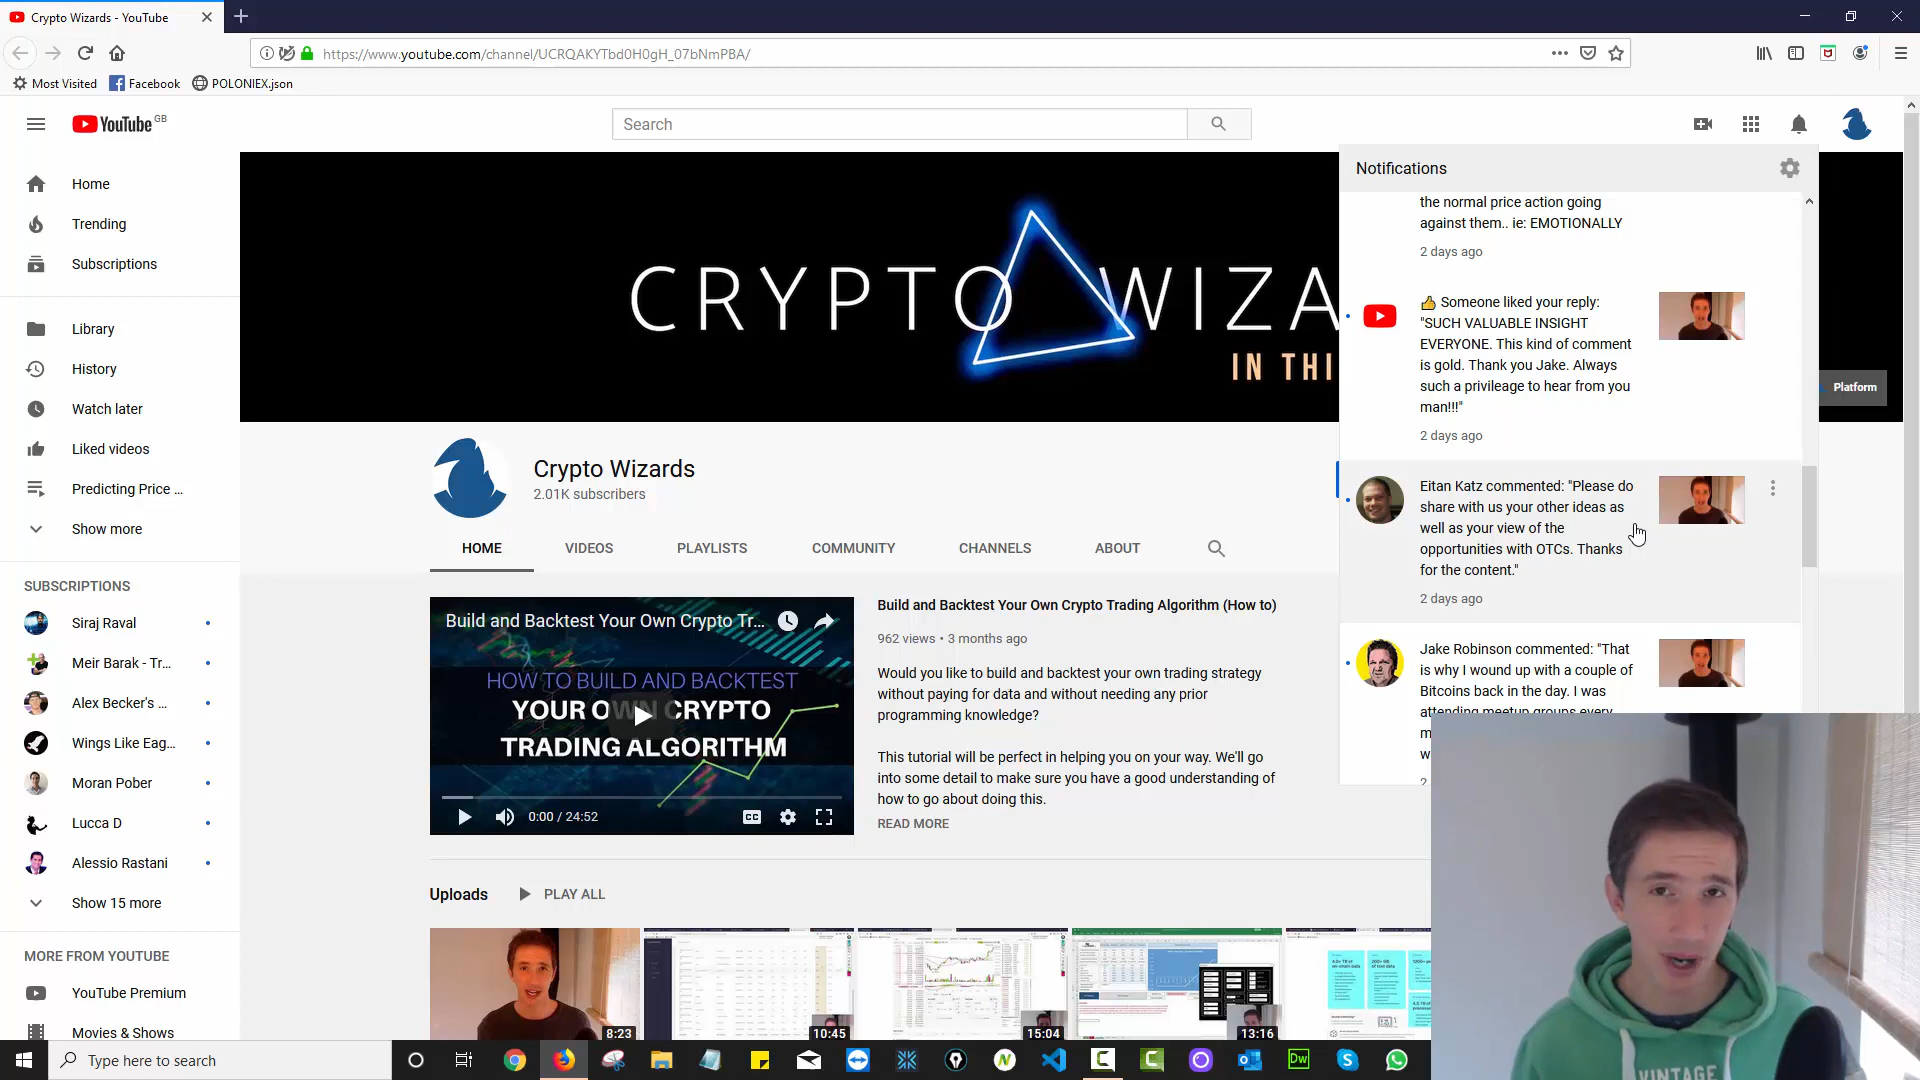 Crypto Wizards - YouTube
https://www.youtube.com/channel/UCRQAKYTbd0H0gH_07bNmPBA/
Most Visited
Facebook
POLONIEX.json
YouTube GB
Search
Home
Trending
Subscriptions
Library
History
Watch later
Liked videos
Predicting Price ...
Show more
SUBSCRIPTIONS
Siraj Raval
Meir Barak - Tr...
Alex Becker's ...
Wings Like Eag...
Moran Pober
Lucca D
Alessio Rastani
Show 15 more
MORE FROM YOUTUBE
YouTube Premium
Movies & Shows
CRYPTO WIZA
IN THI
Platform
Crypto Wizards
2.01K subscribers
HOME
VIDEOS
PLAYLISTS
COMMUNITY
CHANNELS
ABOUT
Build and Backtest Your Own Crypto Tr...
HOW TO BUILD AND BACKTEST
YOUR OWN CRYPTO
TRADING ALGORITHM
0:00 / 24:52
Build and Backtest Your Own Crypto Trading Algorithm (How to)
962 views • 3 months ago
Would you like to build and backtest your own trading strategy
without paying for data and without needing any prior
programming knowledge?
This tutorial will be perfect in helping you on your way. We'll go
into some detail to make sure you have a good understanding of
how to go about doing this.
READ MORE
Uploads
PLAY ALL
8:23
10:45
15:04
13:16
Notifications
the normal price action going
against them.. ie: EMOTIONALLY
2 days ago
👍 Someone liked your reply:
"SUCH VALUABLE INSIGHT
EVERYONE. This kind of comment
is gold. Thank you Jake. Always
such a privileage to hear from you
man!!!"
2 days ago
Eitan Katz commented: "Please do
share with us your other ideas as
well as your view of the
opportunities with OTCs. Thanks
for the content."
2 days ago
Jake Robinson commented: "That
is why I wound up with a couple of
Bitcoins back in the day. I was
attending meetup groups every
VINTAGE
Type here to search
Dw